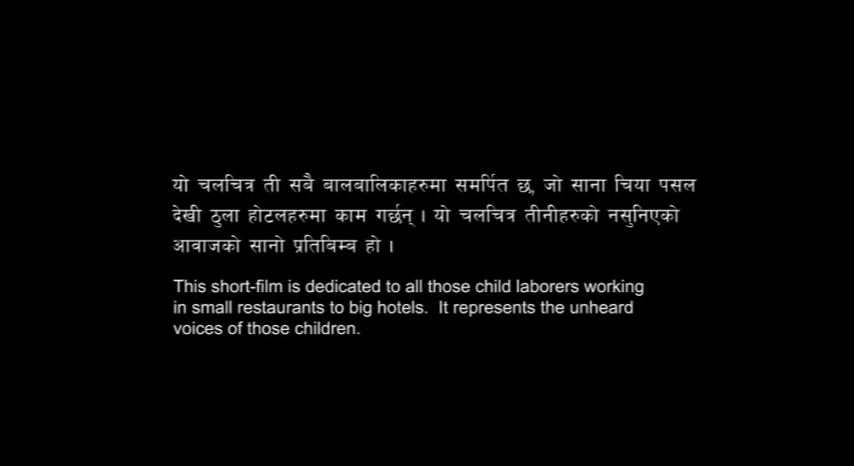 यो चलचित्र ती सबै बालबालिकाहरुमा समर्पित छ, जो साना चिया पसल
देखी ठुला होटलहरुमा काम गर्छन् । यो चलचित्र तीनीहरुको नसुनिएको
आवाजको सानो प्रतिबिम्ब हो ।
This short-film is dedicated to all those child laborers working
in small restaurants to big hotels.  It represents the unheard
voices of those children.